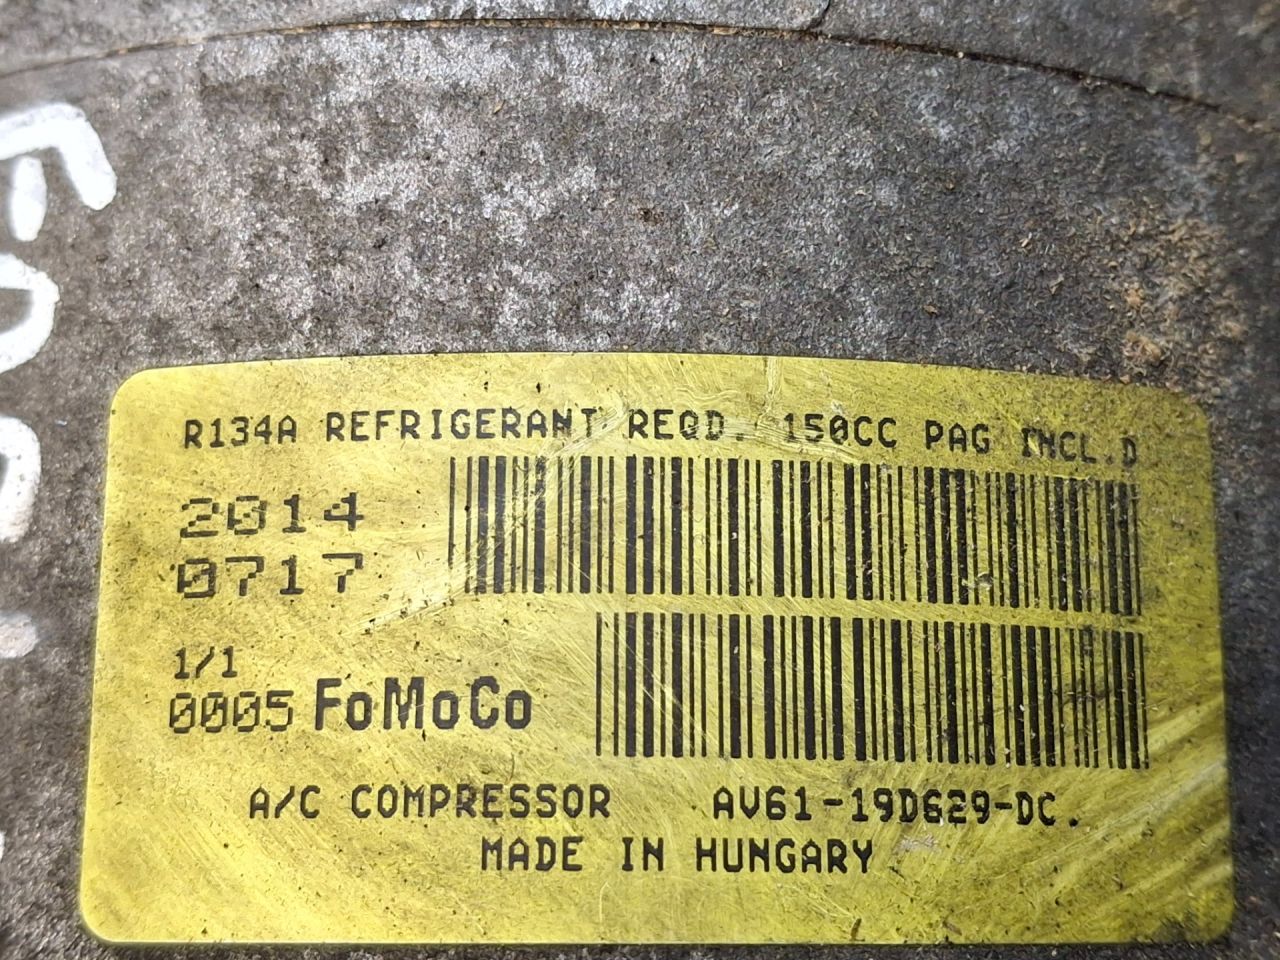 R134A REFRIGERANT REQD. 150CC PAG INCL.D
2014
0717
1/1
0005 FoMoCo
A/C COMPRESSOR AV61-19D629-DC.
MADE IN HUNGARY